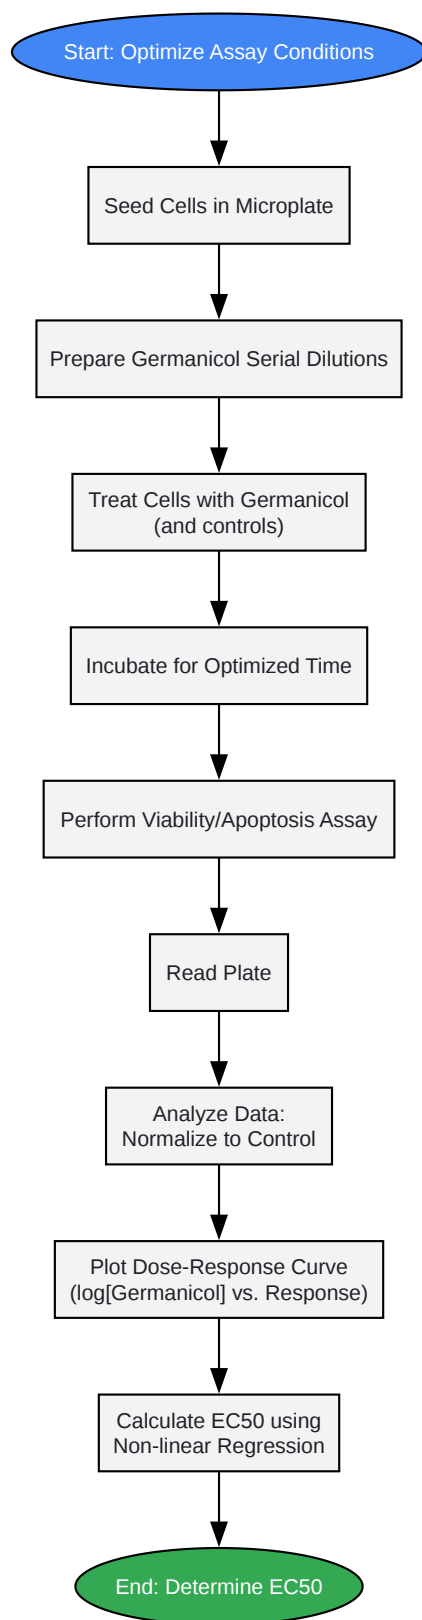 Start: Optimize Assay Conditions
Seed Cells in Microplate
Prepare Germanicol Serial Dilutions
Treat Cells with Germanicol
(and controls)
Incubate for Optimized Time
Perform Viability/Apoptosis Assay
Read Plate
Analyze Data:
Normalize to Control
Plot Dose-Response Curve
(log[Germanicol] vs. Response)
Calculate EC50 using
Non-linear Regression
End: Determine EC50